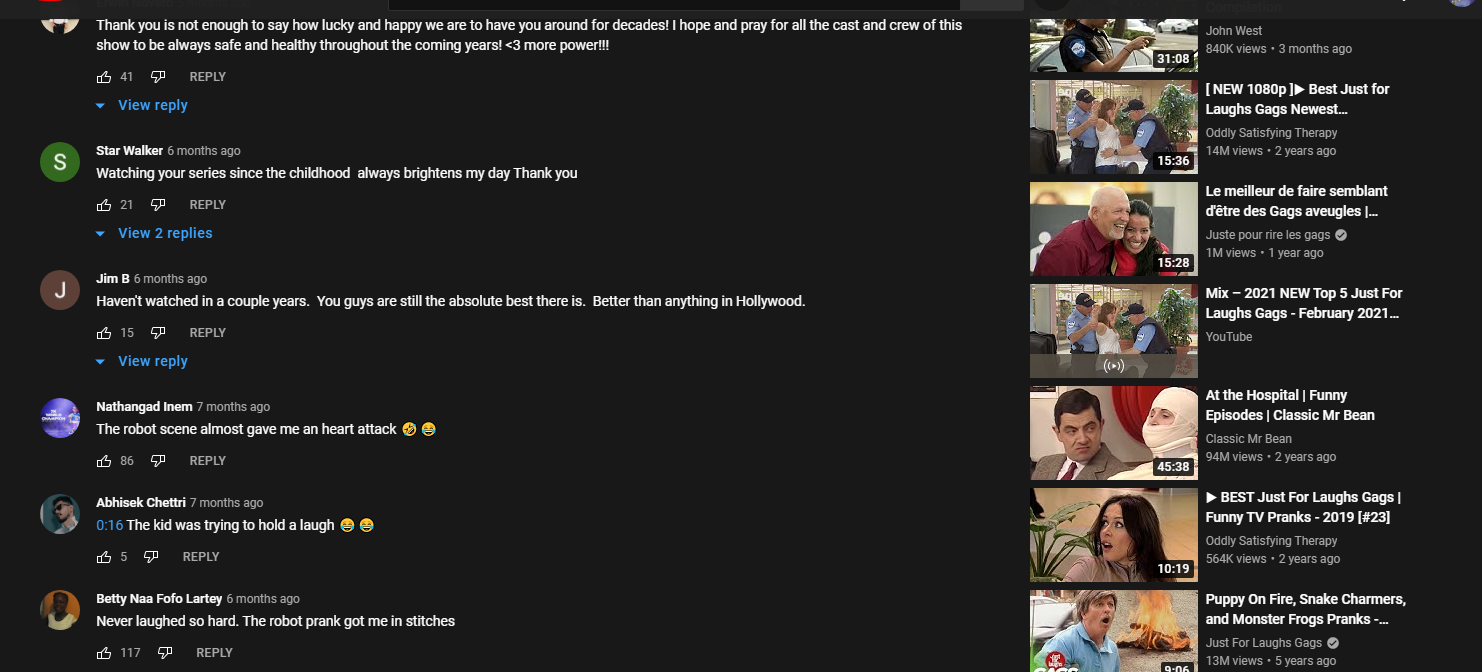 Thank you is not enough to say how lucky and happy we are to have you around for decades! I hope and pray for all the cast and crew of this
show to be always safe and healthy throughout the coming years! <3 more power!!!
41 REPLY
View reply
S
Star Walker 6 months ago
Watching your series since the childhood always brightens my day Thank you
21 REPLY
View 2 replies
J
Jim B 6 months ago
Haven't watched in a couple years. You guys are still the absolute best there is. Better than anything in Hollywood.
15 REPLY
View reply
Nathangad Inem 7 months ago
The robot scene almost gave me an heart attack 🤣 😂
86 REPLY
Abhisek Chettri 7 months ago
0:16 The kid was trying to hold a laugh 😂 😂
5 REPLY
Betty Naa Fofo Lartey 6 months ago
Never laughed so hard. The robot prank got me in stitches
117 REPLY
Compilation
John West
840K views • 3 months ago
31:08
[ NEW 1080p ]▶ Best Just for
Laughs Gags Newest...
Oddly Satisfying Therapy
14M views • 2 years ago
15:36
Le meilleur de faire semblant
d'être des Gags aveugles |...
Juste pour rire les gags
1M views • 1 year ago
15:28
Mix – 2021 NEW Top 5 Just For
Laughs Gags - February 2021...
YouTube
At the Hospital | Funny
Episodes | Classic Mr Bean
Classic Mr Bean
94M views • 2 years ago
45:38
▶ BEST Just For Laughs Gags |
Funny TV Pranks - 2019 [#23]
Oddly Satisfying Therapy
564K views • 2 years ago
10:19
Puppy On Fire, Snake Charmers,
and Monster Frogs Pranks -...
Just For Laughs Gags
13M views • 5 years ago
9:06